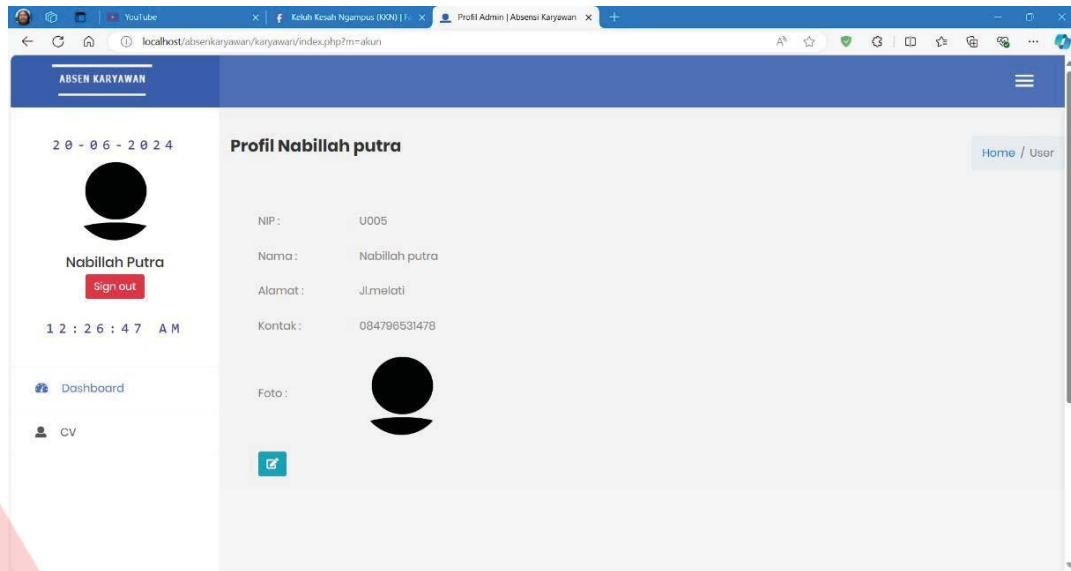 YouTube
Keluh Kesah Ngampus (KKN) |
Profil Admin | Absensi Karyawan
localhost/absenkaryawan/karyawan/index.php?m=akun
ABSEN KARYAWAN
20-06-2024
Nabillah Putra
Sign out
12:26:47 AM
Dashboard
CV
Profil Nabillah putra
Home / User
NIP : U005
Nama : Nabillah putra
Alamat : Jl.melati
Kontak : 084796531478
Foto :